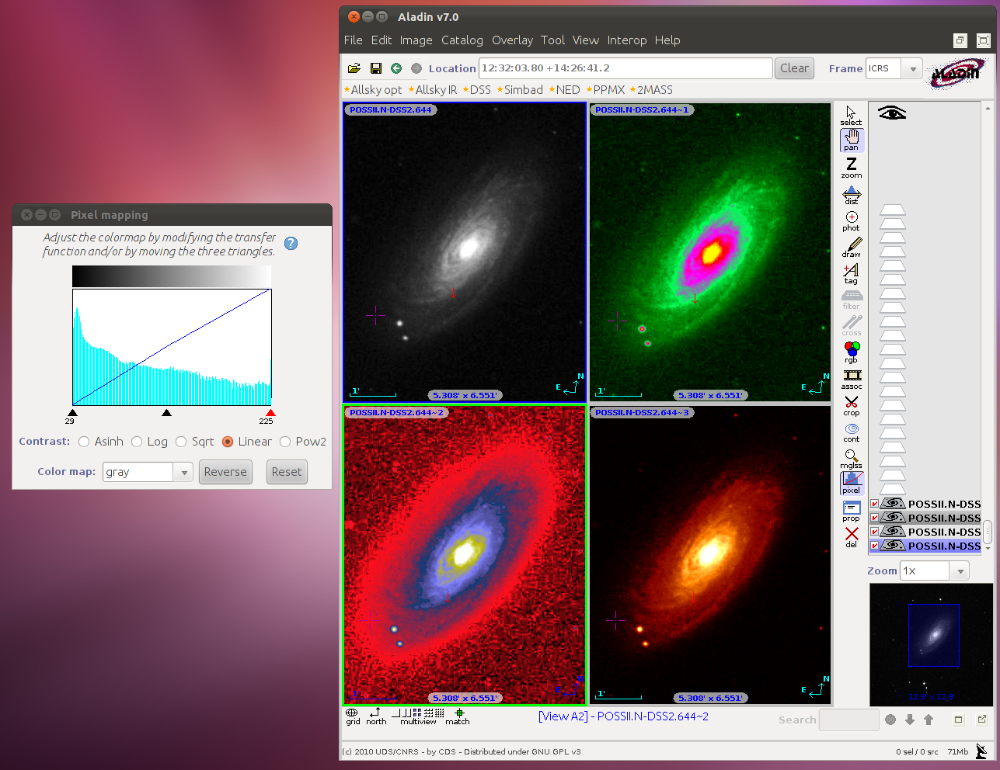 Aladin v7.0
File Edit Image Catalog Overlay Tool View Interop Help
Location 12:32:03.80 +14:26:41.2 Clear Frame ICRS
ALADIN
Allsky opt Allsky IR DSS Simbad NED PPMX 2MASS
Pixel mapping
Adjust the colormap by modifying the transfer
function and/or by moving the three triangles.
?
29 225
Contrast: Asinh Log Sqrt Linear Pow2
Color map: gray Reverse Reset
POSSII.N-DSS2.644
1'
5.308' x 6.551'
E N
POSSII.N-DSS2.644~1
1'
5.308' x 6.551'
E N
POSSII.N-DSS2.644~2
5.308' x 6.551'
POSSII.N-DSS2.644~3
1'
5.308' x 6.551'
E N
select
pan
Z
zoom
dist
phot
draw
+A
tag
filter
cross
rgb
assoc
crop
cont
mglss
pixel
prop
del
POSSII.N-DSS
POSSII.N-DSS
POSSII.N-DSS
POSSII.N-DSS
Zoom 1x
grid north multiview match
[View A2] - POSSII.N-DSS2.644~2
Search
(c) 2010 UDS/CNRS - by CDS - Distributed under GNU GPL v3
0 sel / 0 src 71Mb